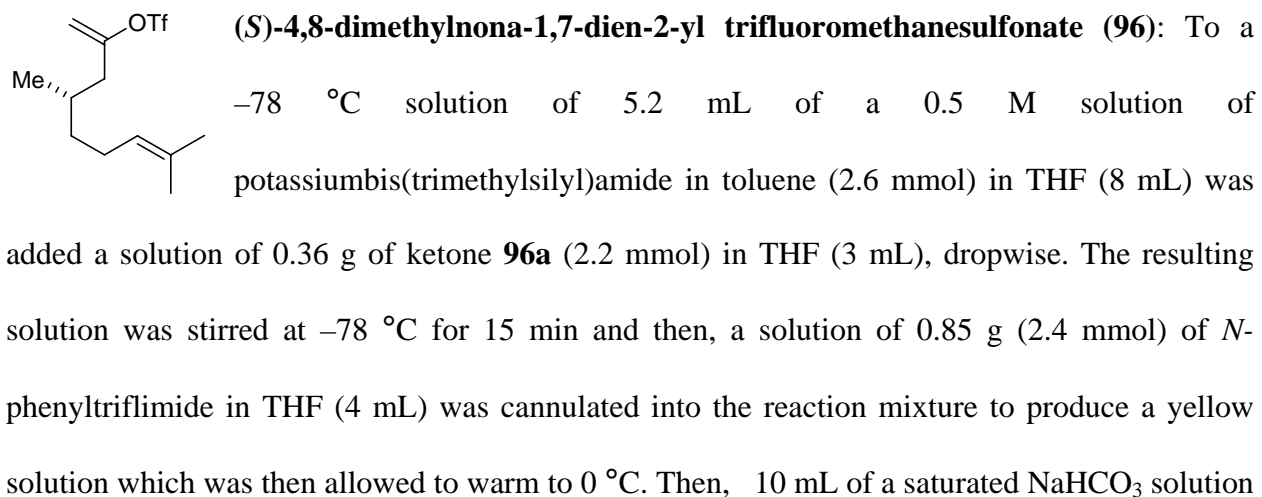 OTf
(S)-4,8-dimethylnona-1,7-dien-2-yl trifluoromethanesulfonate (96): To a
Me
–78 °C solution of 5.2 mL of a 0.5 M solution of
potassiumbis(trimethylsilyl)amide in toluene (2.6 mmol) in THF (8 mL) was
added a solution of 0.36 g of ketone 96a (2.2 mmol) in THF (3 mL), dropwise. The resulting
solution was stirred at –78 °C for 15 min and then, a solution of 0.85 g (2.4 mmol) of N-
phenyltriflimide in THF (4 mL) was cannulated into the reaction mixture to produce a yellow
solution which was then allowed to warm to 0 °C. Then, 10 mL of a saturated NaHCO₃ solution